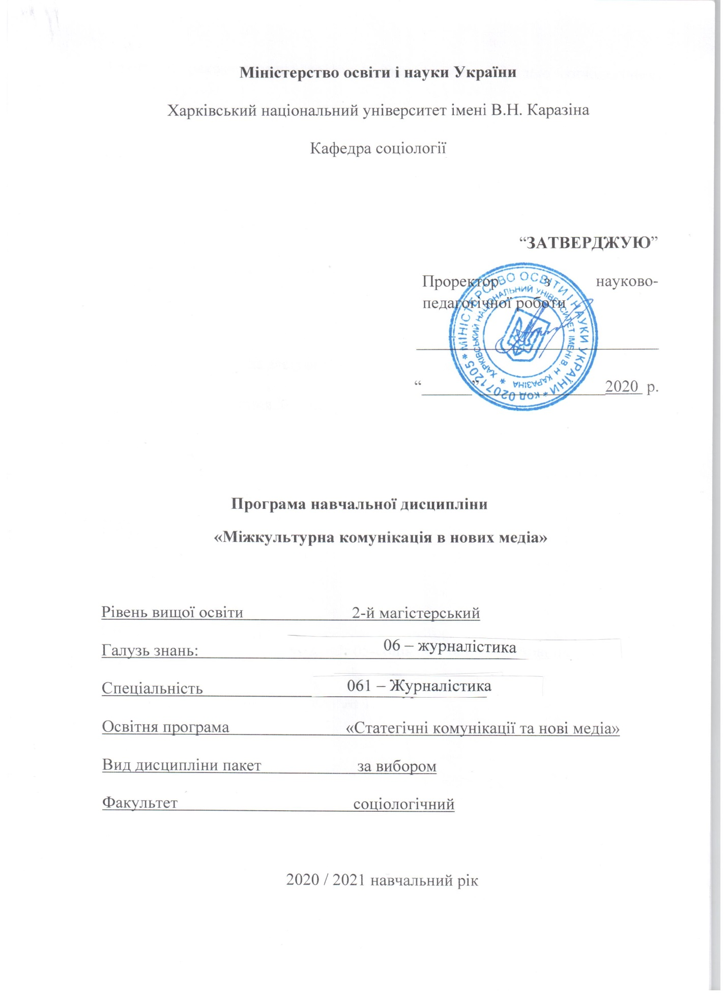 Міністерство освіти і науки України
Харківський національний університет імені В.Н. Каразіна
Кафедра соціології
“ЗАТВЕРДЖУЮ”
Проректор з науково-
педагогічної роботи
МІНІСТЕРСТВО ОСВІТИ І НАУКИ УКРАЇНИ * КОД 02071205 *
ХАРКІВСЬКИЙ НАЦІОНАЛЬНИЙ УНІВЕРСИТЕТ ІМЕНІ В. Н КАРАЗІНА *
“______” _______________2020 р.
Програма навчальної дисципліни
«Міжкультурна комунікація в нових медіа»
Рівень вищої освіти 2-й магістерський
Галузь знань: 06 – журналістика
Спеціальність 061 – Журналістика
Освітня програма «Статегічні комунікації та нові медіа»
Вид дисципліни пакет за вибором
Факультет соціологічний
2020 / 2021 навчальний рік